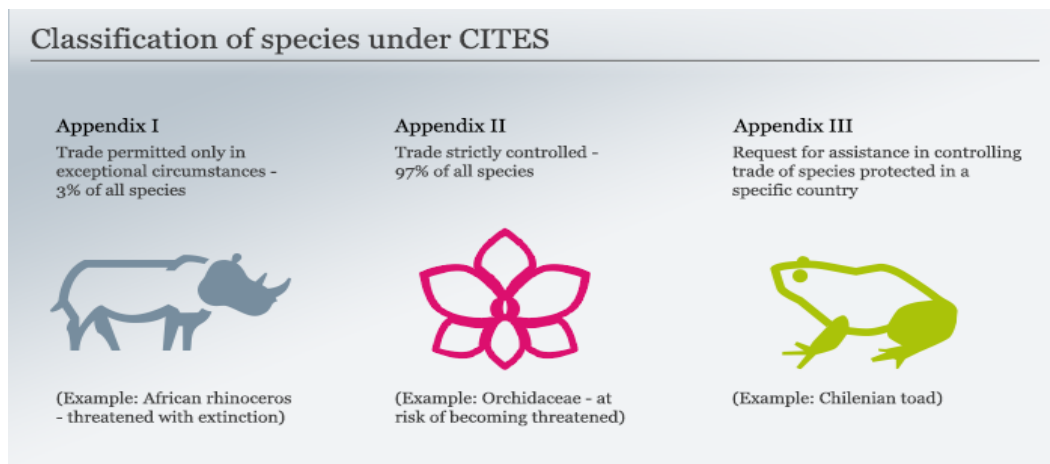 Classification of species under CITES
Appendix I
Trade permitted only in
exceptional circumstances -
3% of all species
Appendix II
Trade strictly controlled -
97% of all species
Appendix III
Request for assistance in controlling
trade of species protected in a
specific country
(Example: African rhinoceros
- threatened with extinction)
(Example: Orchidaceae - at
risk of becoming threatened)
(Example: Chilenian toad)